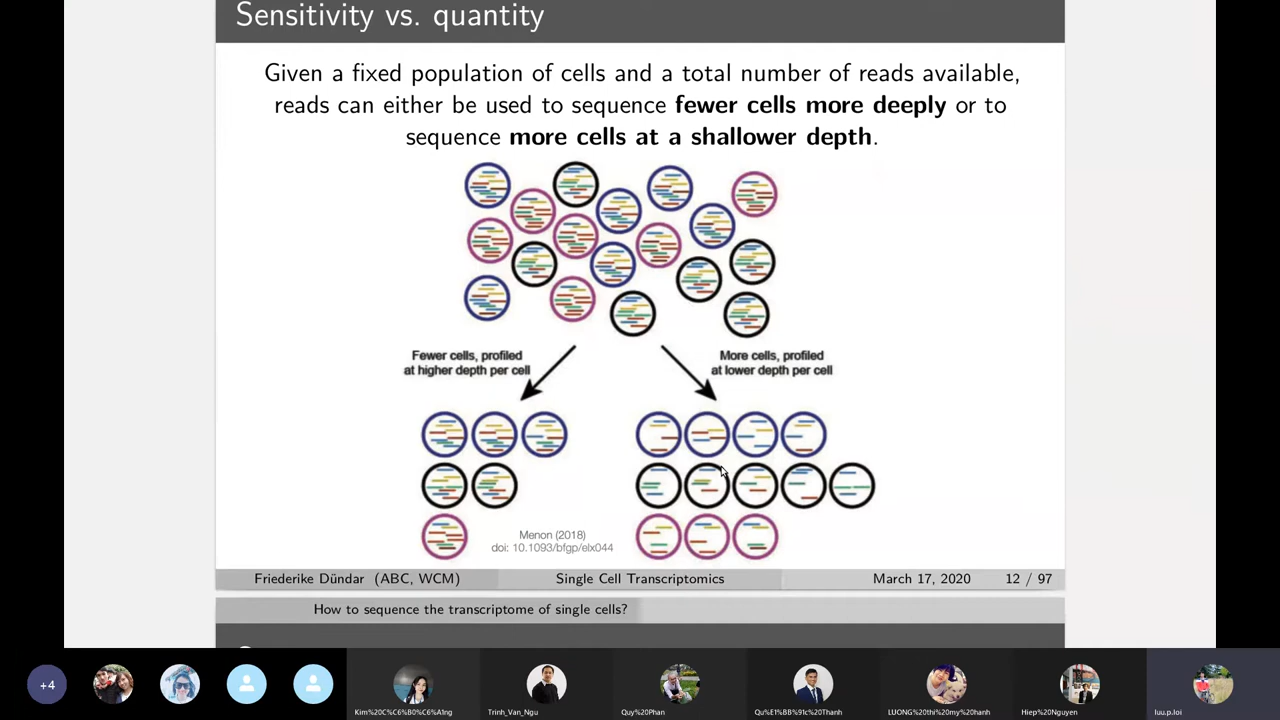 Sensitivity vs. quantity
Given a fixed population of cells and a total number of reads available,
reads can either be used to sequence fewer cells more deeply or to
sequence more cells at a shallower depth.
Fewer cells, profiled
at higher depth per cell
More cells, profiled
at lower depth per cell
Menon (2018)
doi: 10.1093/bfgp/elx044
Friederike Dündar (ABC, WCM)
Single Cell Transcriptomics
March 17, 2020
12 / 97
How to sequence the transcriptome of single cells?
+4
Kim%20C%C6%B0%C6%A1ng
Trinh_Van_Ngu
Quy%20Phan
Qu%E1%BB%91c%20Thanh
LUONG%20thi%20my%20hanh
Hiep%20Nguyen
luu.p.loi